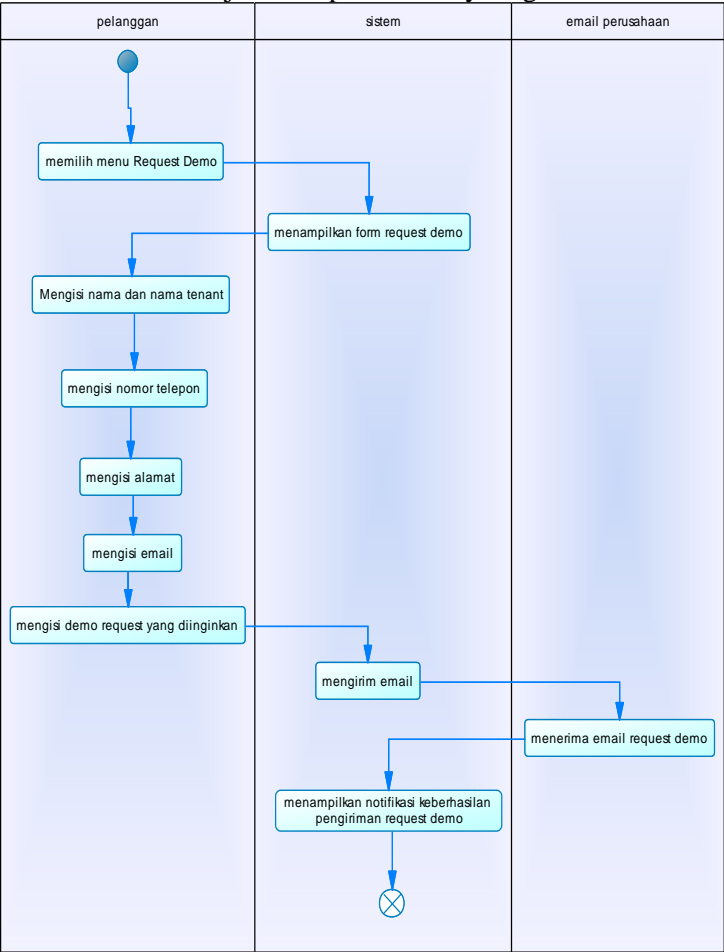 pelanggan
sistem
email perusahaan
memilih menu Request Demo
menampilkan form request demo
Mengisi nama dan nama tenant
mengisi nomor telepon
mengisi alamat
mengisi email
mengisi demo request yang diinginkan
mengirim email
menerima email request demo
menampilkan notifikasi keberhasilan
pengiriman request demo